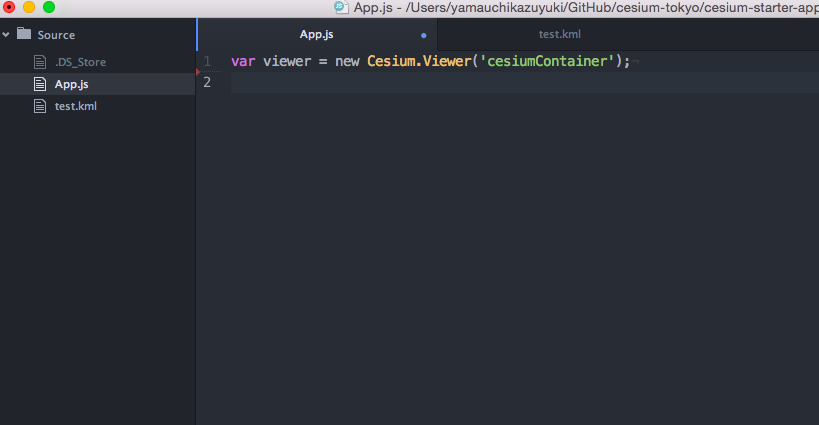 App.js - /Users/yamauchikazuyuki/GitHub/cesium-tokyo/cesium-starter-app
Source
.DS_Store
App.js
test.kml
App.js
test.kml
1 var viewer = new Cesium.Viewer('cesiumContainer');¬
2